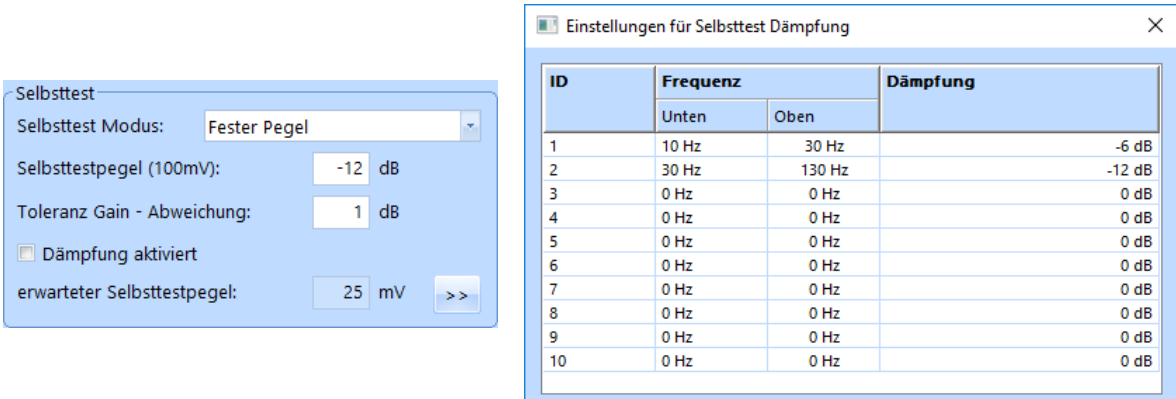 Selbsttest
Selbsttest Modus: Fester Pegel
Selbsttestpegel (100mV): -12 dB
Toleranz Gain - Abweichung: 1 dB
Dämpfung aktiviert
erwarteter Selbsttestpegel: 25 mV >>
Einstellungen für Selbsttest Dämpfung
ID Frequenz Dämpfung
Unten Oben
1 10 Hz 30 Hz -6 dB
2 30 Hz 130 Hz -12 dB
3 0 Hz 0 Hz 0 dB
4 0 Hz 0 Hz 0 dB
5 0 Hz 0 Hz 0 dB
6 0 Hz 0 Hz 0 dB
7 0 Hz 0 Hz 0 dB
8 0 Hz 0 Hz 0 dB
9 0 Hz 0 Hz 0 dB
10 0 Hz 0 Hz 0 dB